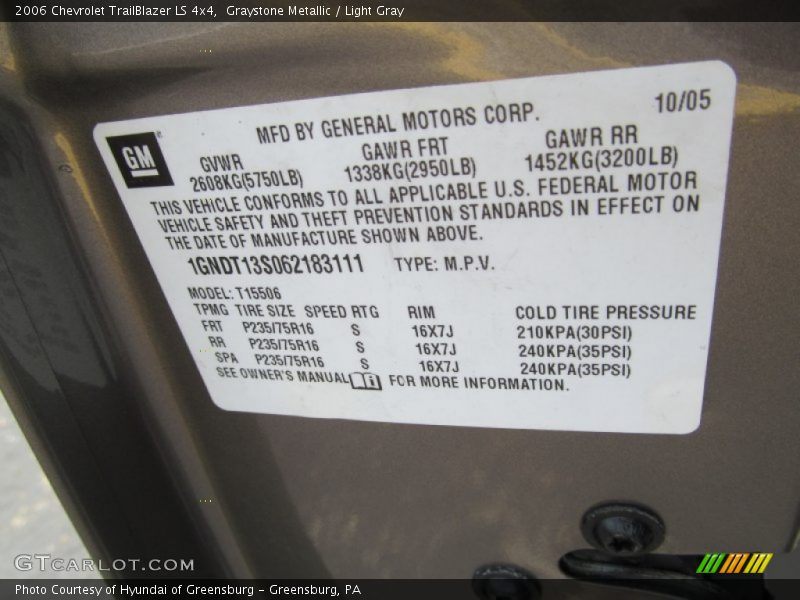 2006 Chevrolet TrailBlazer LS 4x4,  Graystone Metallic / Light Gray
10/05
MFD BY GENERAL MOTORS CORP.
GM
GVWR GAWR FRT GAWR RR
2608KG(5750LB) 1338KG(2950LB) 1452KG(3200LB)
THIS VEHICLE CONFORMS TO ALL APPLICABLE U.S. FEDERAL MOTOR
VEHICLE SAFETY AND THEFT PREVENTION STANDARDS IN EFFECT ON
THE DATE OF MANUFACTURE SHOWN ABOVE.
1GNDT13S062183111 TYPE: M.P.V.
MODEL: T15506
TPMG TIRE SIZE SPEED RTG RIM COLD TIRE PRESSURE
FRT P235/75R16 S 16X7J 210KPA(30PSI)
RR P235/75R16 S 16X7J 240KPA(35PSI)
SPA P235/75R16 S 16X7J 240KPA(35PSI)
SEE OWNER'S MANUAL i FOR MORE INFORMATION.
GTCARLOT.COM
Photo Courtesy of Hyundai of Greensburg – Greensburg, PA